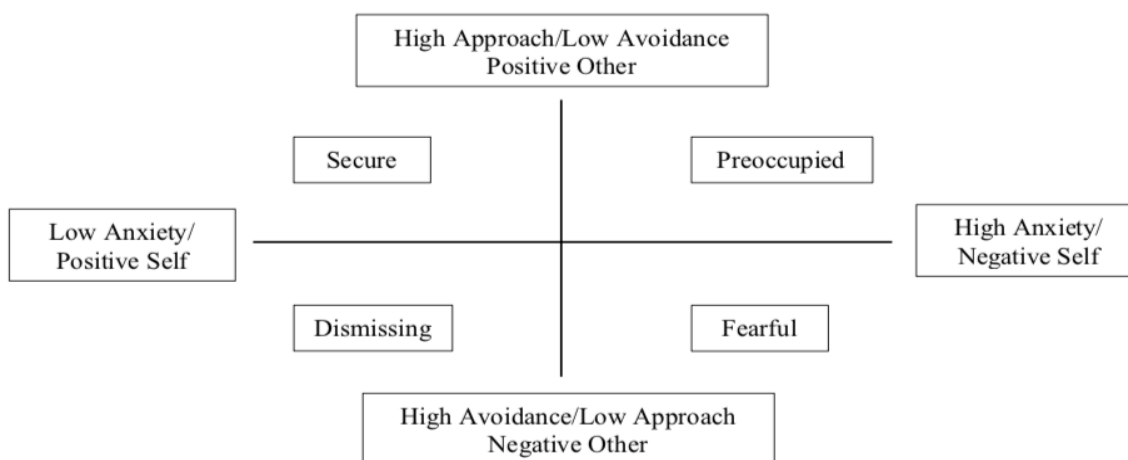 High Approach/Low Avoidance
Positive Other
Secure
Preoccupied
Low Anxiety/
Positive Self
High Anxiety/
Negative Self
Dismissing
Fearful
High Avoidance/Low Approach
Negative Other